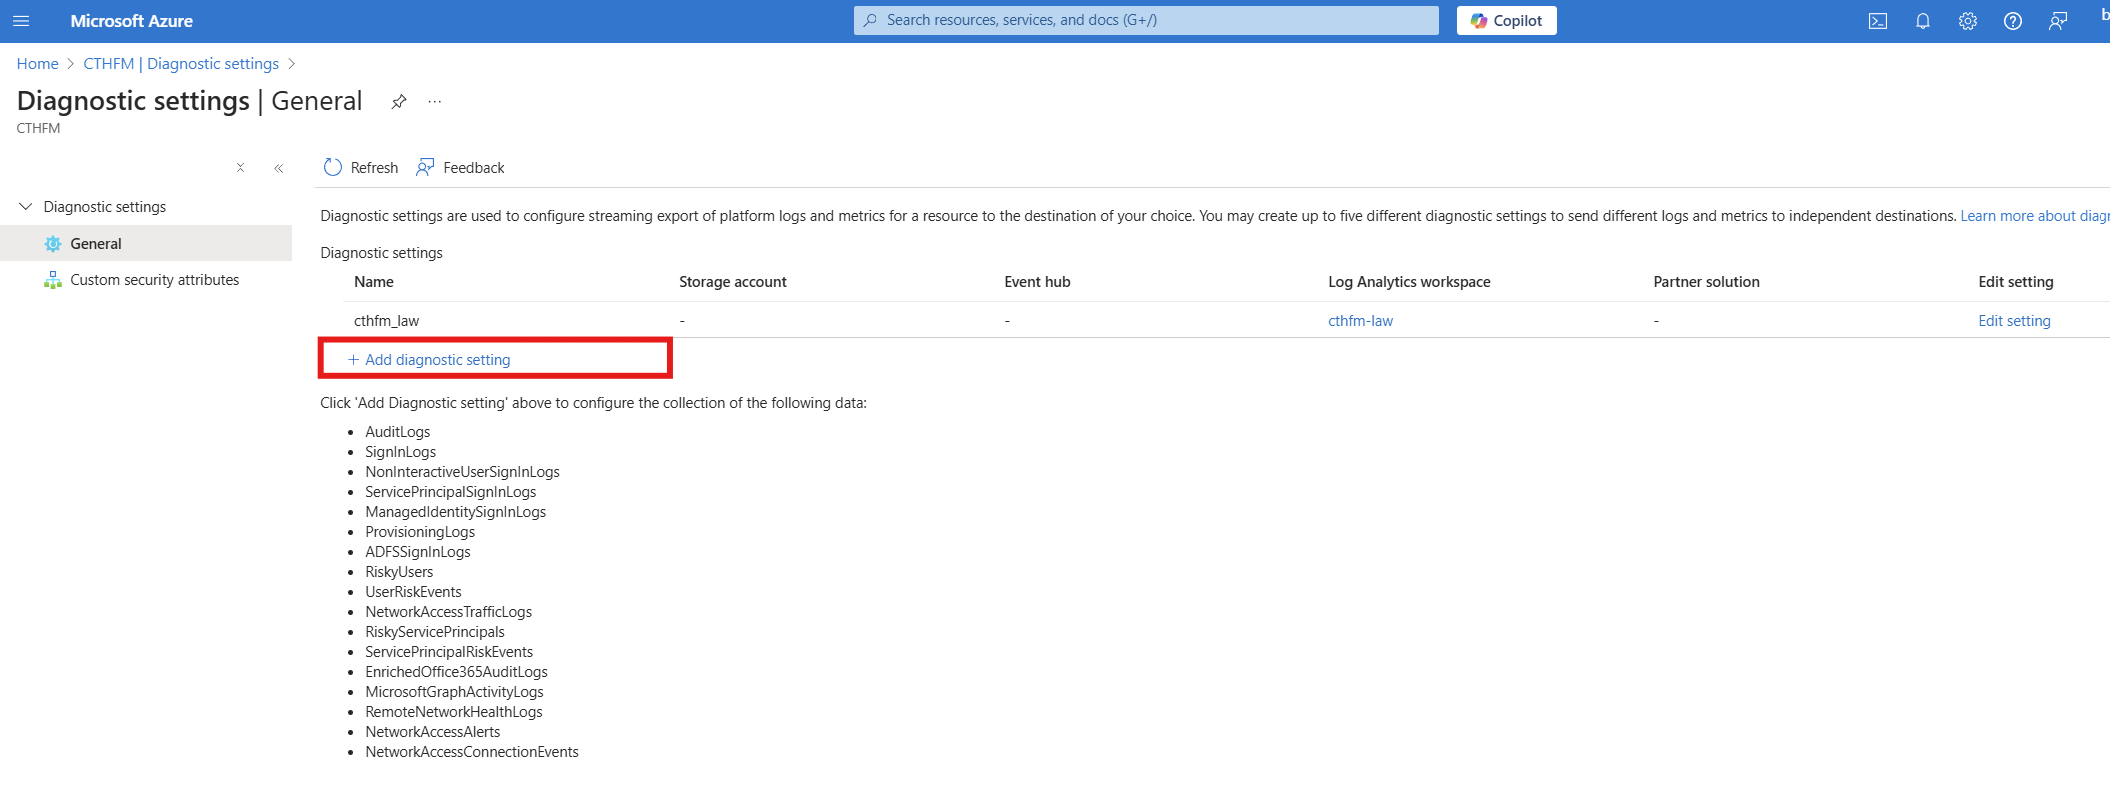 Microsoft Azure
Search resources, services, and docs (G+/)
Copilot
Home > CTHFM | Diagnostic settings >
Diagnostic settings | General
CTHFM
Refresh Feedback
Diagnostic settings
General
Custom security attributes
Diagnostic settings are used to configure streaming export of platform logs and metrics for a resource to the destination of your choice. You may create up to five different diagnostic settings to send different logs and metrics to independent destinations. Learn more about diagn
Diagnostic settings
Name Storage account Event hub Log Analytics workspace Partner solution Edit setting
cthfm_law - - cthfm-law - Edit setting
+ Add diagnostic setting
Click 'Add Diagnostic setting' above to configure the collection of the following data:
• AuditLogs
• SignInLogs
• NonInteractiveUserSignInLogs
• ServicePrincipalSignInLogs
• ManagedIdentitySignInLogs
• ProvisioningLogs
• ADFSSignInLogs
• RiskyUsers
• UserRiskEvents
• NetworkAccessTrafficLogs
• RiskyServicePrincipals
• ServicePrincipalRiskEvents
• EnrichedOffice365AuditLogs
• MicrosoftGraphActivityLogs
• RemoteNetworkHealthLogs
• NetworkAccessAlerts
• NetworkAccessConnectionEvents